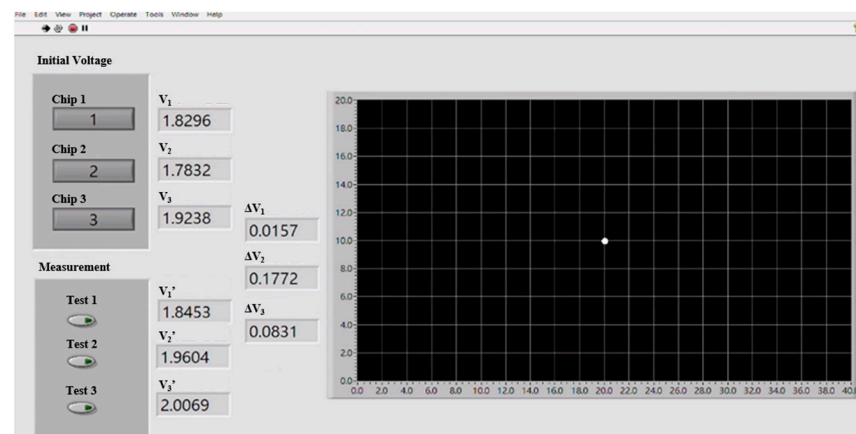 File Edit View Project Operate Tools Window Help
Initial Voltage
Chip 1
1
V₁
1.8296
Chip 2
2
V₂
1.7832
Chip 3
3
V₃
1.9238
ΔV₁
0.0157
ΔV₂
0.1772
ΔV₃
0.0831
Measurement
Test 1
V₁’
1.8453
Test 2
V₂’
1.9604
Test 3
V₃’
2.0069
20.0
18.0
16.0
14.0
12.0
10.0
8.0
6.0
4.0
2.0
0.0
0.0 2.0 4.0 6.0 8.0 10.0 12.0 14.0 16.0 18.0 20.0 22.0 24.0 26.0 28.0 30.0 32.0 34.0 36.0 38.0